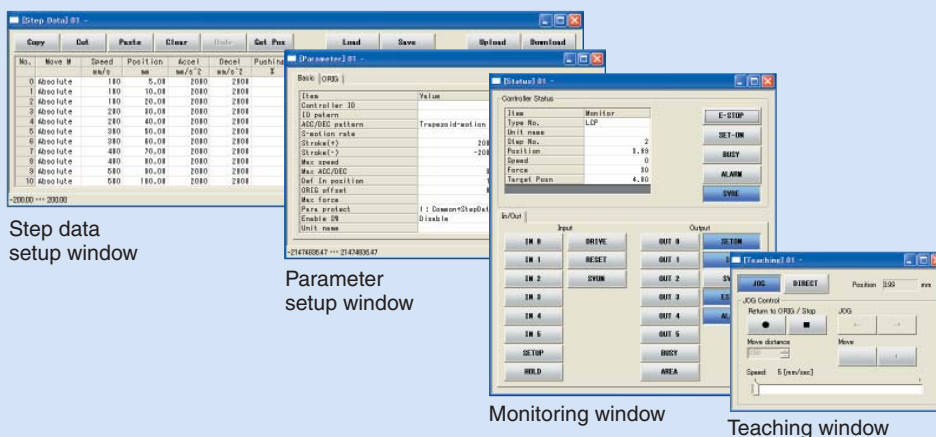 [Step Data] 01 -
Copy Cut Paste Clear Undo Get Pos Load Save Upload Download
No. Move M Speed Position Accel Decel Pushing
mm/s mm mm/s^2 mm/s^2 %
0 Absolute 100 5.00 2000 2000
1 Absolute 100 10.00 2000 2000
2 Absolute 100 20.00 2000 2000
3 Absolute 200 30.00 2000 2000
4 Absolute 200 40.00 2000 2000
5 Absolute 300 50.00 2000 2000
6 Absolute 300 60.00 2000 2000
7 Absolute 400 70.00 2000 2000
8 Absolute 400 80.00 2000 2000
9 Absolute 500 90.00 2000 2000
10 Absolute 500 100.00 2000 2000
-200.00 --- 200.00
Step data
setup window
[Parameter] 01 -
Basic ORIG
Item Value
Controller ID
IO patern
ACC/DEC pattern Trapezoid-motion
S-motion rate
Stroke(+) 200
Stroke(-) -200
Max speed
Max ACC/DEC
Def In position
ORIG offset
Max force
Para protect 1: Common+StepDat
Enable SW Disable
Unit name
-21474836.47 --- 21474836.47
Parameter
setup window
[Status] 01 -
Controller Status
Item Monitor
Type No. LCP
Unit name
Step No. 2
Position 3.99
Speed 0
Force 30
Target Posn 4.00
E-STOP
SET-ON
BUSY
ALARM
SVRE
In/Out
Input Output
IN 0 DRIVE OUT 0 SETON
IN 1 RESET OUT 1
IN 2 SVON OUT 2
IN 3 OUT 3
IN 4 OUT 4
IN 5 OUT 5
SETUP BUSY
HOLD AREA
Monitoring window
[Teaching] 01 -
JOG DIRECT Position 3.99 mm
JOG Control
Return to ORIG / Stop JOG
Move distance Move
Speed 5 [mm/sec]
Teaching window